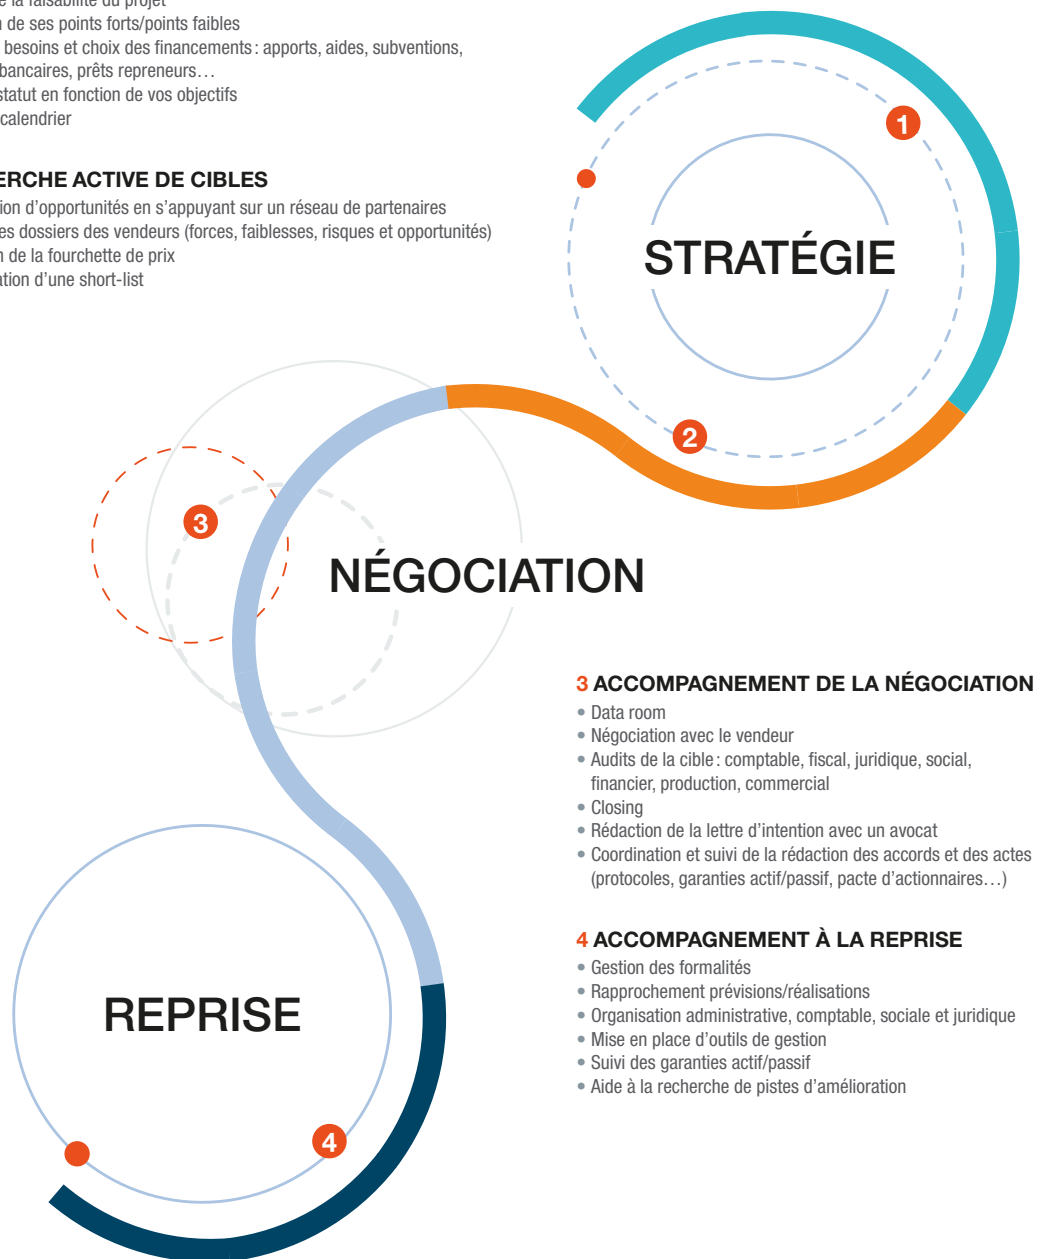 la faisabilité du projet
de ses points forts/points faibles
besoins et choix des financements : apports, aides, subventions,
bancaires, prêts repreneurs…
statut en fonction de vos objectifs
calendrier
ERCHE ACTIVE DE CIBLES
ion d’opportunités en s’appuyant sur un réseau de partenaires
es dossiers des vendeurs (forces, faiblesses, risques et opportunités)
n de la fourchette de prix
ation d’une short-list
1
STRATÉGIE
2
3
NÉGOCIATION
3 ACCOMPAGNEMENT DE LA NÉGOCIATION
• Data room
• Négociation avec le vendeur
• Audits de la cible : comptable, fiscal, juridique, social,
financier, production, commercial
• Closing
• Rédaction de la lettre d’intention avec un avocat
• Coordination et suivi de la rédaction des accords et des actes
(protocoles, garanties actif/passif, pacte d’actionnaires…)
4 ACCOMPAGNEMENT À LA REPRISE
• Gestion des formalités
• Rapprochement prévisions/réalisations
• Organisation administrative, comptable, sociale et juridique
• Mise en place d’outils de gestion
• Suivi des garanties actif/passif
• Aide à la recherche de pistes d’amélioration
REPRISE
4